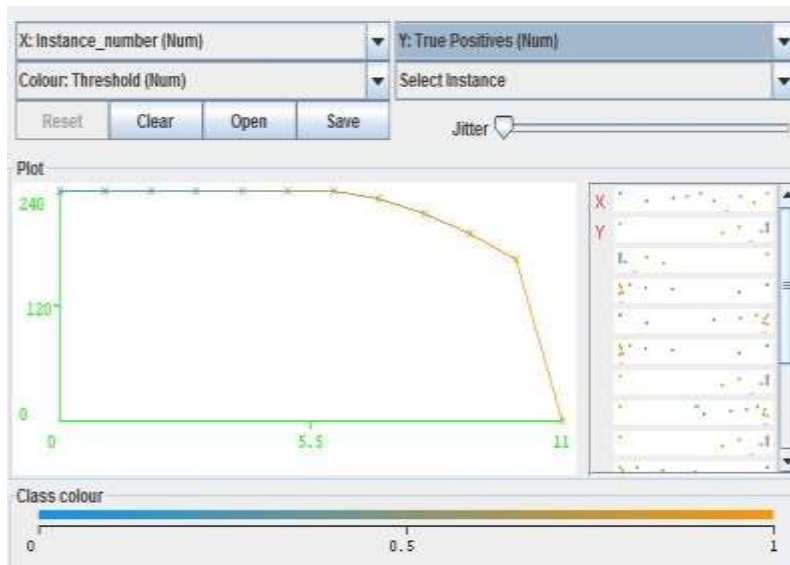 X: Instance_number (Num) Y: True Positives (Num)
Colour: Threshold (Num) Select Instance
Reset Clear Open Save Jitter
Plot
240
120
0
0 5.5 11
X
Y
Class colour
0 0.5 1